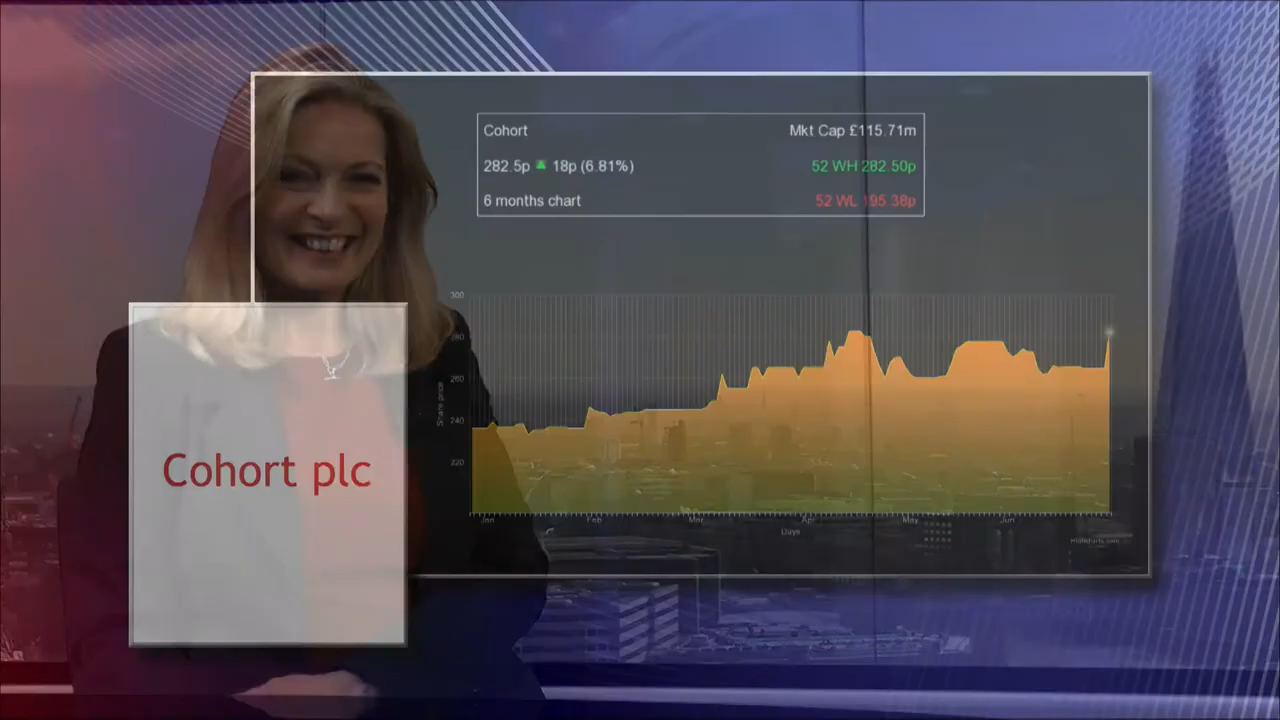 Cohort
Mkt Cap £115.71m
282.5p ▲ 18p (6.81%)
52 WH 282.50p
6 months chart
52 WL 195.38p
300
280
260
240
220
Share price
Jan Feb Mar Apr May Jun
Days
Cohort plc